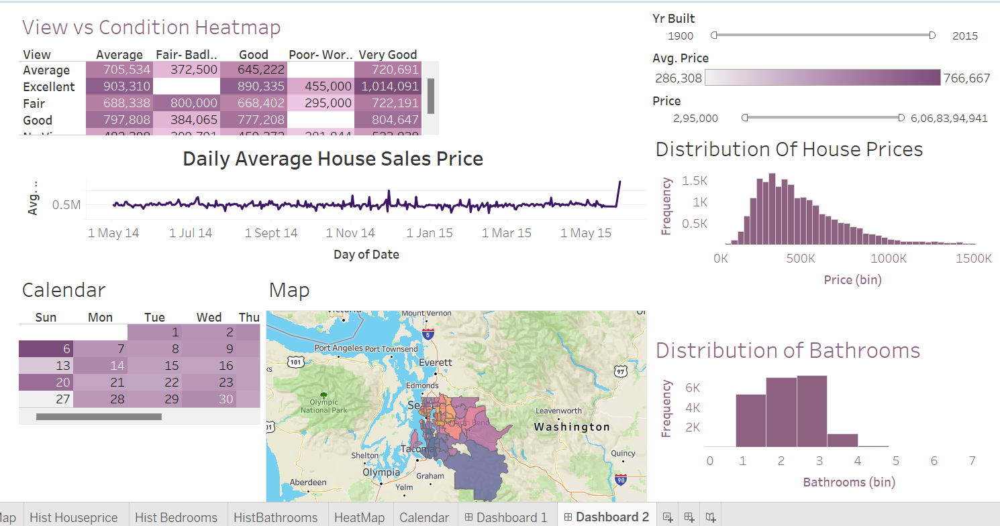 View vs Condition Heatmap
View Average Fair- Badl.. Good Poor- Wor.. Very Good
Average 705,534 372,500 645,222 720,691
Excellent 903,310 890,335 455,000 1,014,091
Fair 688,338 800,000 668,402 295,000 722,191
Good 797,808 384,065 777,208 804,647
Yr Built
1900 2015
Avg. Price
286,308 766,667
Price
2,95,000 6,06,83,94,941
Daily Average House Sales Price
Avg. ..
0.5M
1 May 14 1 Jul 14 1 Sept 14 1 Nov 14 1 Jan 15 1 Mar 15 1 May 15
Day of Date
Distribution Of House Prices
Frequency
1.5K
1K
0.5K
0K 500K 1000K 1500K
Price (bin)
Calendar
Sun Mon Tue Wed Thu
1 2
6 7 8 9
13 14 15 16
20 21 22 23
27 28 29 30
Map
Victoria
Mount Vernon
5
Port Angeles Port Townsend
101
97
Everett
Edmonds
Olympic
National Park
Leavenworth
North Bend
Washington
Tacoma
Shelton
Quincy
Olympia
Graham
90
Aberdeen
Yelm
Distribution of Bathrooms
Frequency
6K
4K
2K
0 1 2 3 4 5 6 7
Bathrooms (bin)
Map Hist Houseprice Hist Bedrooms HistBathrooms HeatMap Calendar Dashboard 1 Dashboard 2